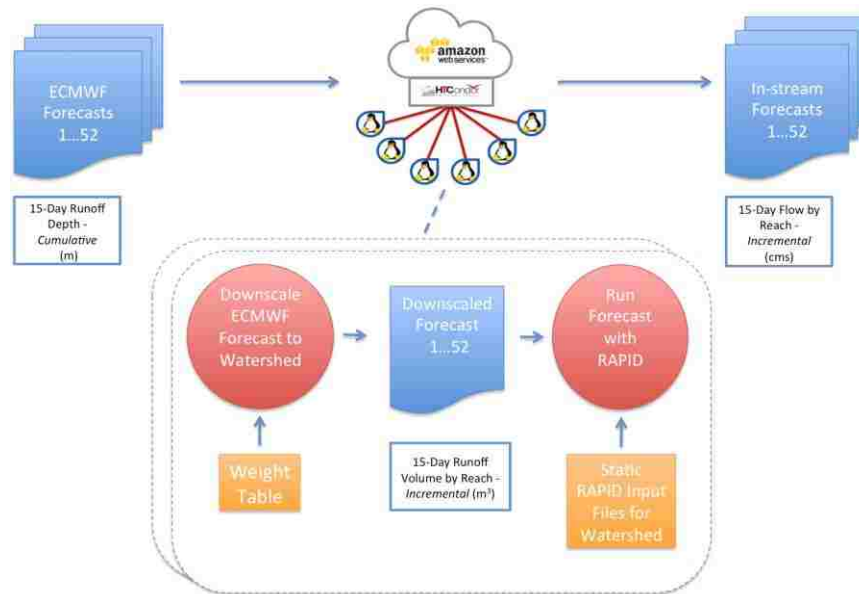 ECMWF
Forecasts
1...52
amazon
webservices™
HTCondor
In-stream
Forecasts
1...52
15-Day Runoff
Depth -
Cumulative
(m)
15-Day Flow by
Reach -
Incremental
(cms)
Downscale
ECMWF
Forecast to
Watershed
Downscaled
Forecast
1...52
Run
Forecast
with
RAPID
Weight
Table
15-Day Runoff
Volume by Reach -
Incremental (m³)
Static
RAPID Input
Files for
Watershed